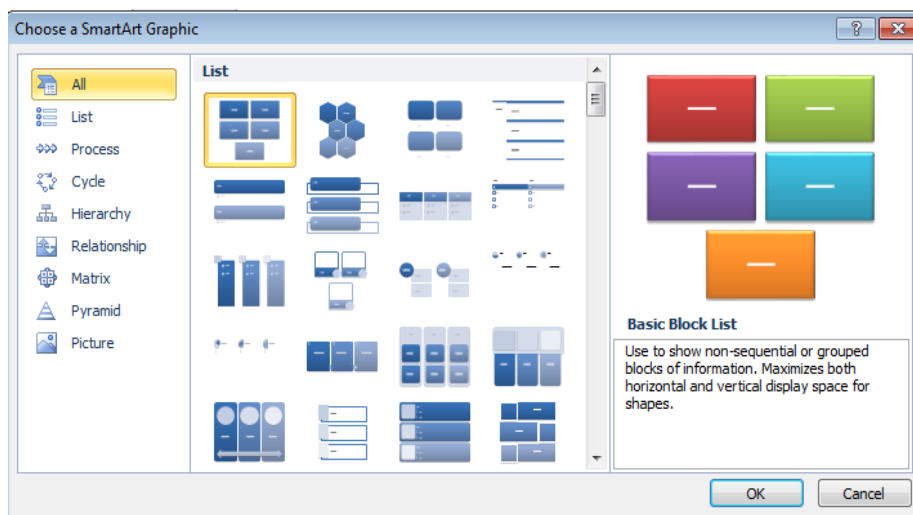 Choose a SmartArt Graphic
All
List
Process
Cycle
Hierarchy
Relationship
Matrix
Pyramid
Picture
List
Basic Block List
Use to show non-sequential or grouped
blocks of information. Maximizes both
horizontal and vertical display space for
shapes.
OK
Cancel